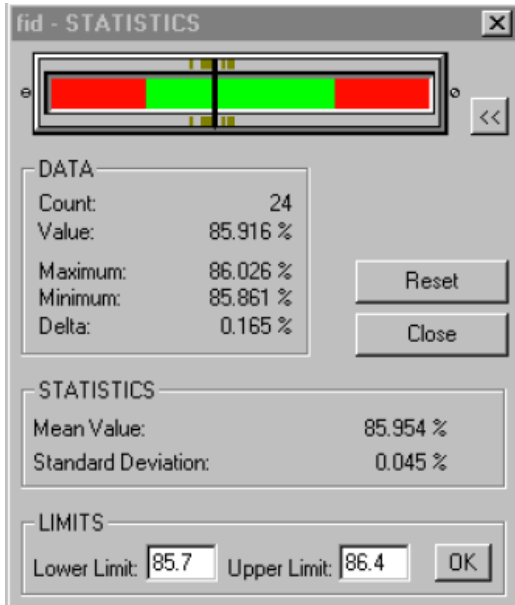 fid - STATISTICS
<<
DATA
Count: 24
Value: 85.916 %
Maximum: 86.026 %
Minimum: 85.861 %
Delta: 0.165 %
Reset
Close
STATISTICS
Mean Value: 85.954 %
Standard Deviation: 0.045 %
LIMITS
Lower Limit: 85.7 Upper Limit: 86.4 OK